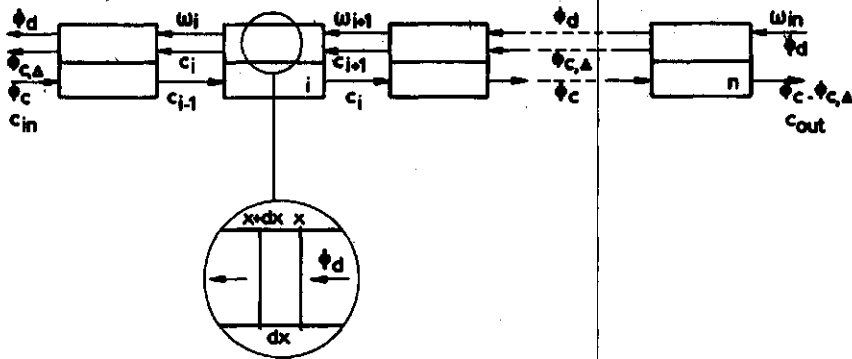 ϕd ωi ωi+1 ϕd ωin
ϕc,Δ ci ci+1 ϕc,Δ ϕd
ϕc ci-1 i ci ϕc n ϕc-ϕc,Δ
cin cout
x+dx x
ϕd
dx